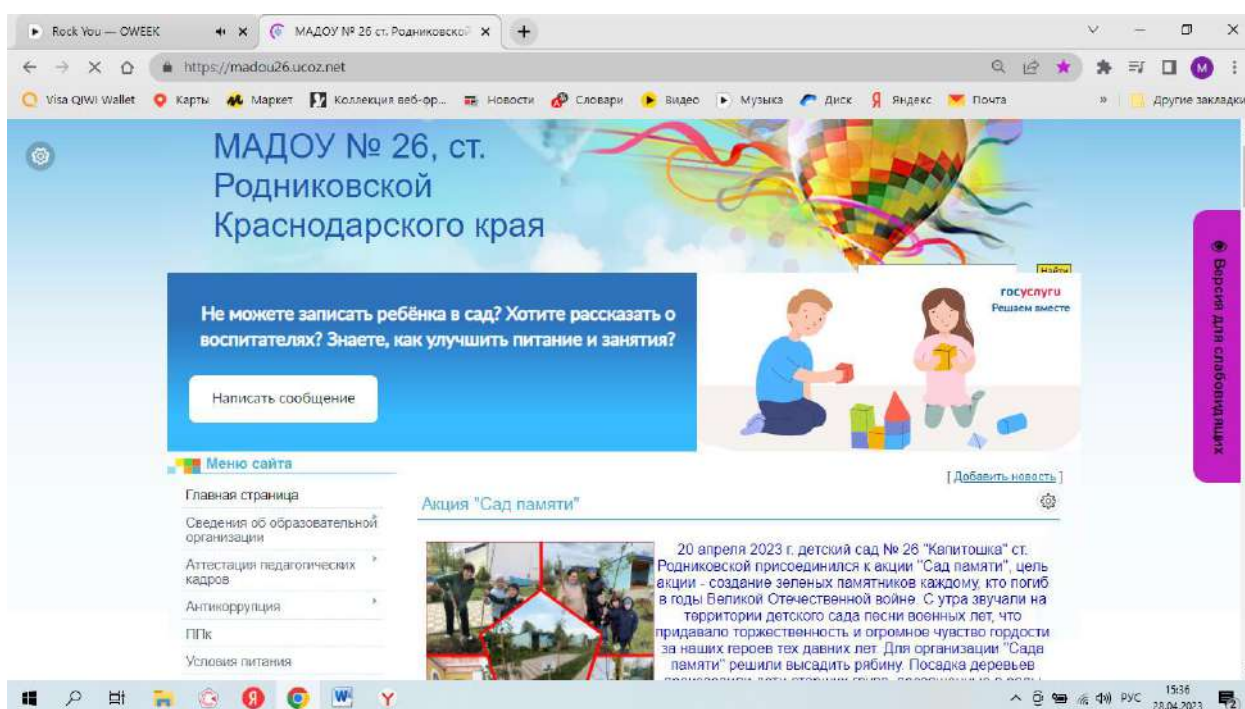 Rock You — OWEEK
МАДОУ № 26 ст. Родниковско
https://madou26.ucoz.net
M
Visa QIWI Wallet Карты Маркет Коллекция веб-ор... Новости Словари Видео Музыка Диск Яндекс Почта » Другие закладки
МАДОУ № 26, ст.
Родниковской
Краснодарского края
Найти
Не можете записать ребёнка в сад? Хотите рассказать о
воспитателях? Знаете, как улучшить питание и занятия?
Написать сообщение
госуслуги
Решаем вместе
Версия для слабовидящих
Меню сайта
Главная страница
Сведения об образовательной
организации
Аттестация педагогических
кадров
Антикоррупция
ППк
Условия питания
[ Добавить новость ]
Акция "Сад памяти"
20 апреля 2023 г. детский сад № 26 "Капитошка" ст.
Родниковской присоединился к акции "Сад памяти", цель
акции - создание зеленых памятников каждому, кто погиб
в годы Великой Отечественной войне. С утра звучали на
территории детского сада песни военных лет, что
придавало торжественность и огромное чувство гордости
за наших героев тех давних лет. Для организации "Сада
памяти" решили высадить рябину. Посадка деревьев
РУС
15:36
28.04.2023
2